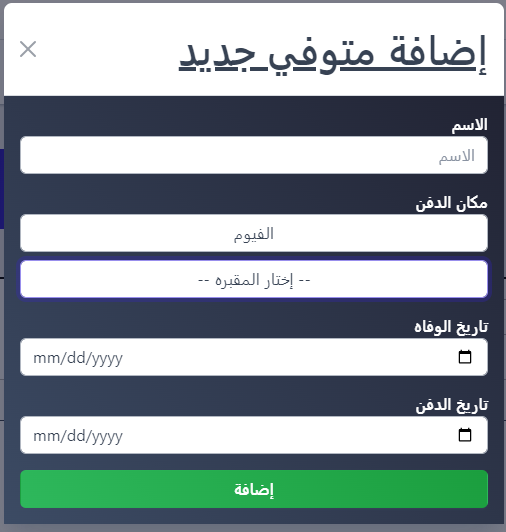 إضافة متوفي جديد
الاسم
الاسم
مكان الدفن
الفيوم
-- إختار المقبره --
تاريخ الوفاة
mm/dd/yyyy
تاريخ الدفن
mm/dd/yyyy
إضافة